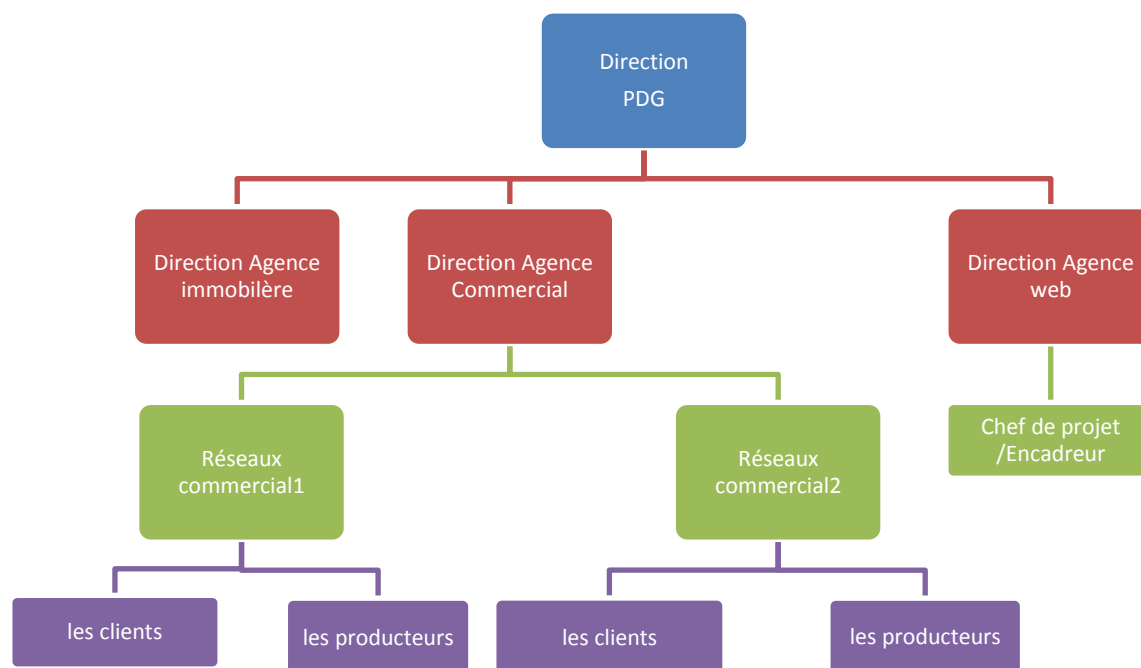 Direction
PDG
Direction Agence
immobilère
Direction Agence
Commercial
Direction Agence
web
Réseaux
commercial1
Réseaux
commercial2
Chef de projet
/Encadreur
les clients
les producteurs
les clients
les producteurs